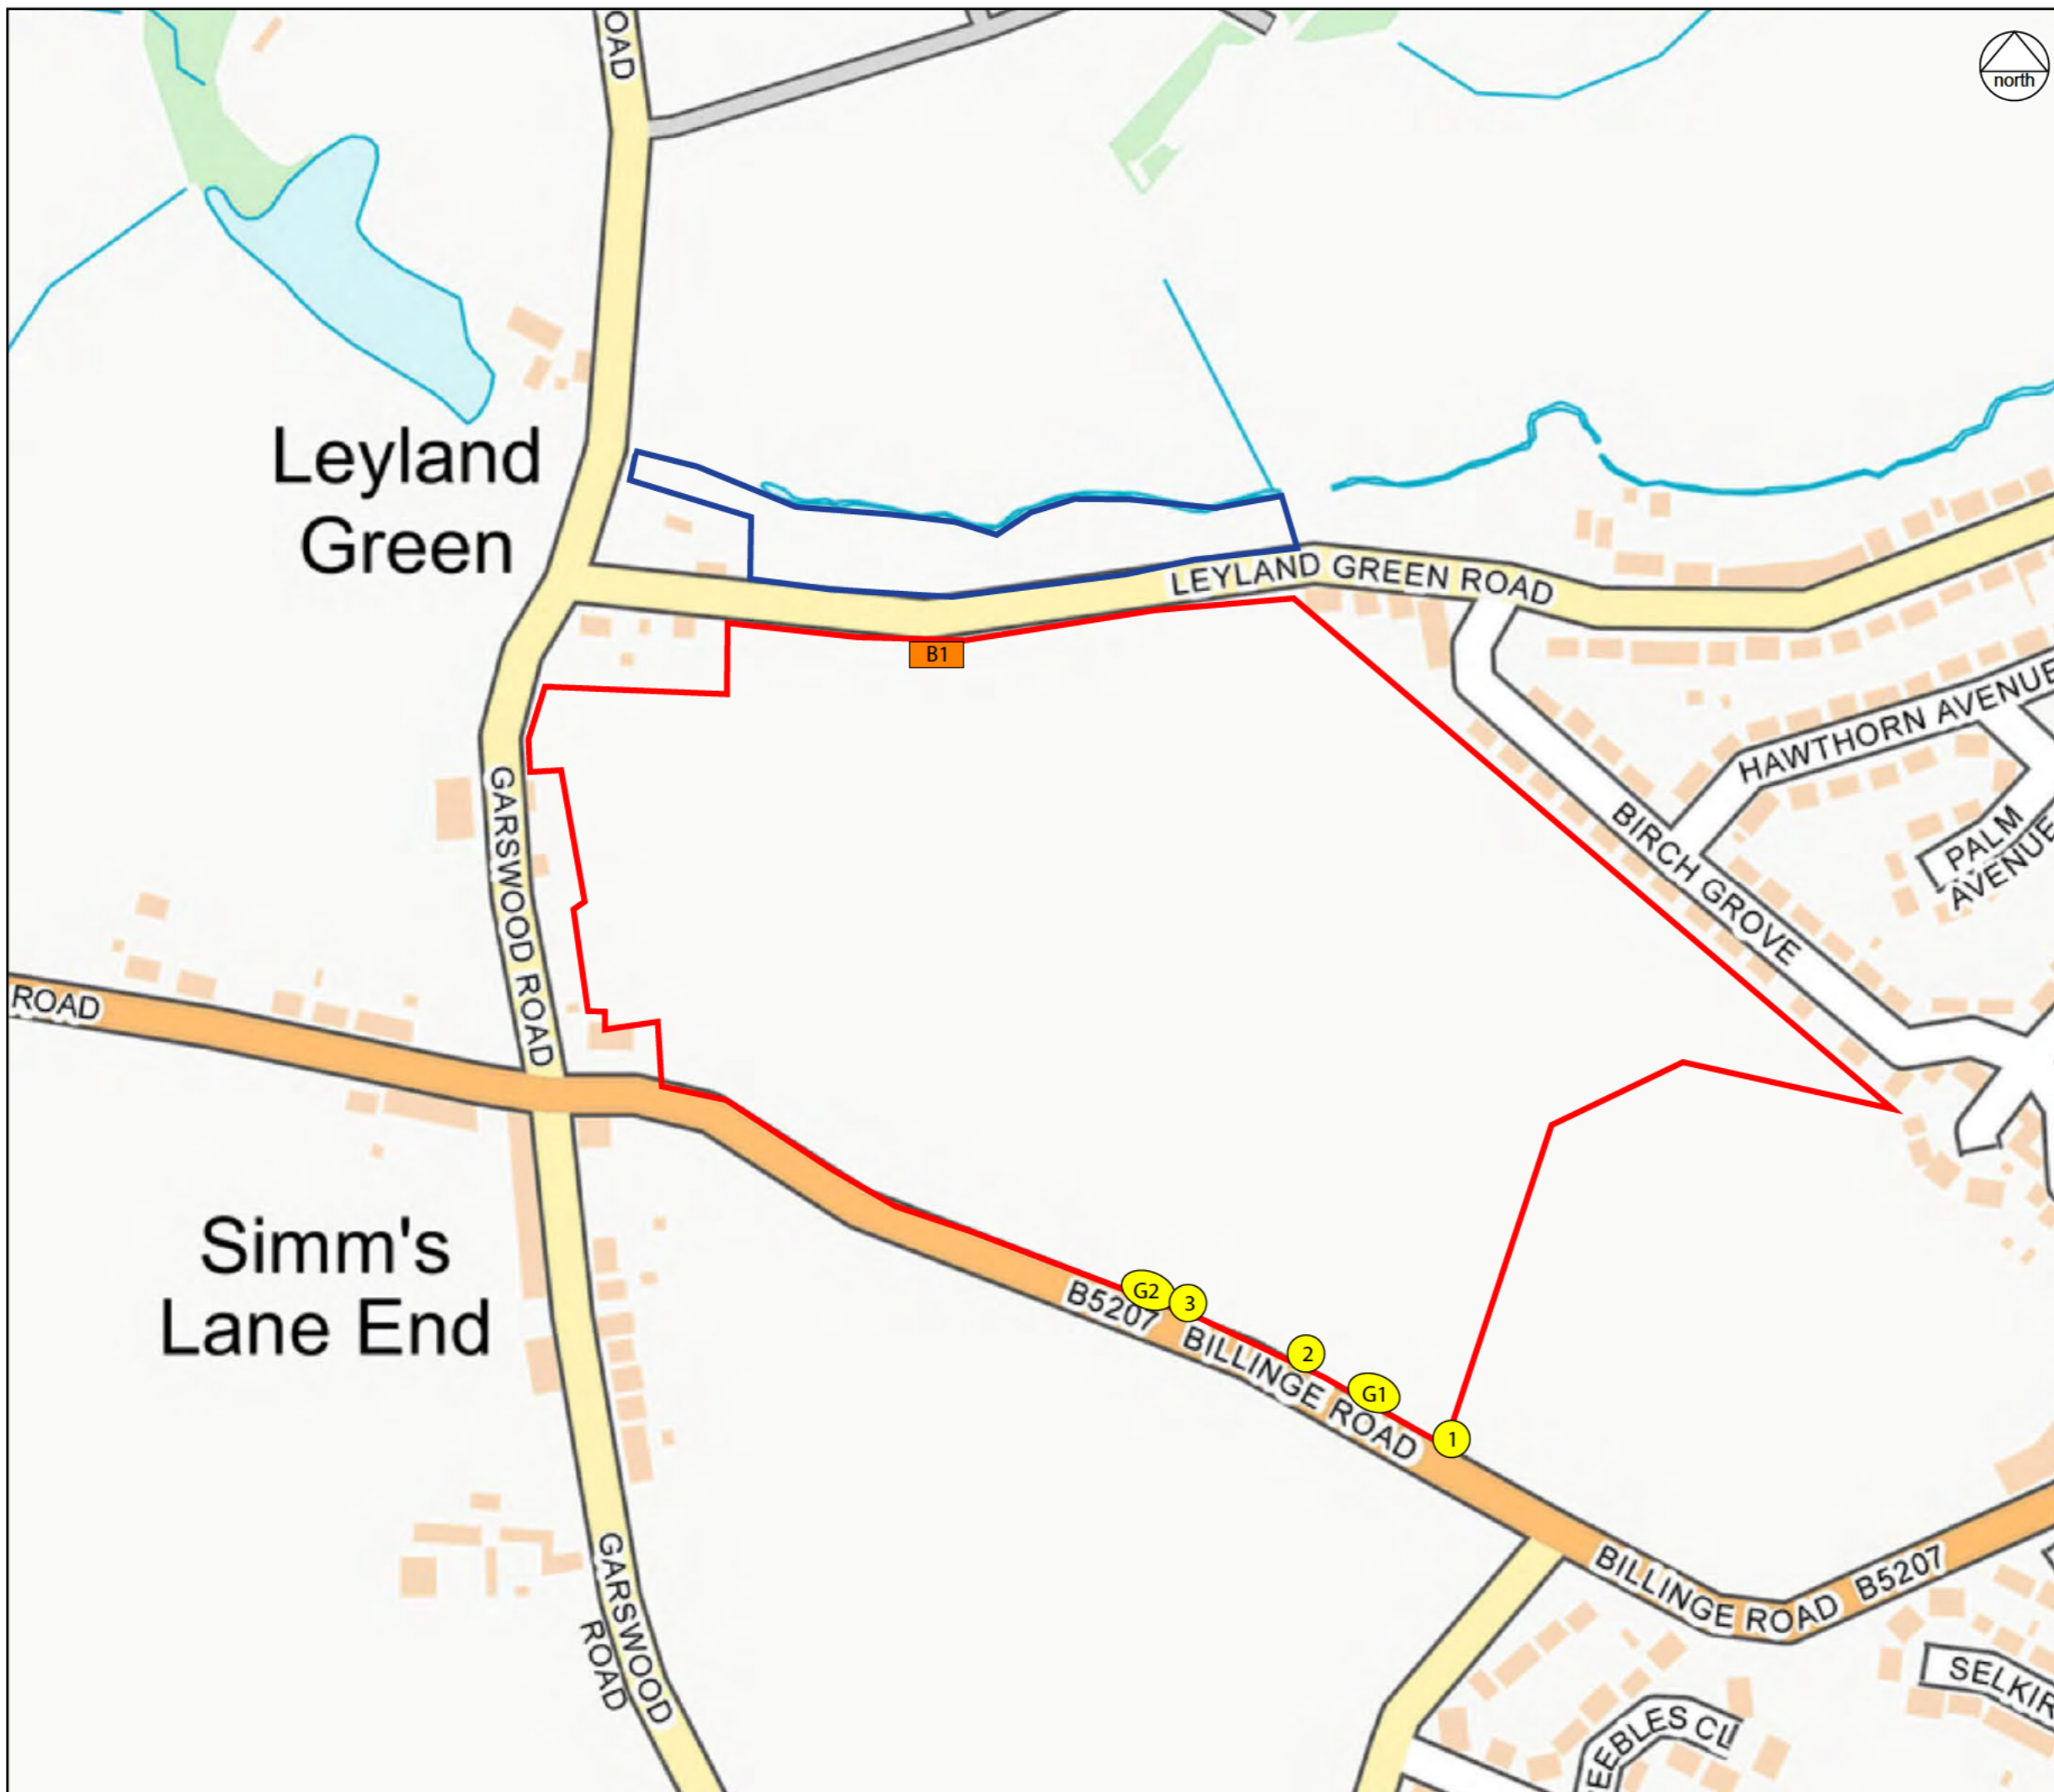 OAD
north
Leyland
Green
LEYLAND GREEN ROAD
B1
HAWTHORN AVENUE
PALM
AVENUE
BIRCH GROVE
GARSWOOD ROAD
ROAD
Simm's
Lane End
G2
3
B5207
BILLINGE ROAD
2
G1
1
BILLINGE ROAD
B5207
GARSWOOD
ROAD
SELKIR
EEBLES CL